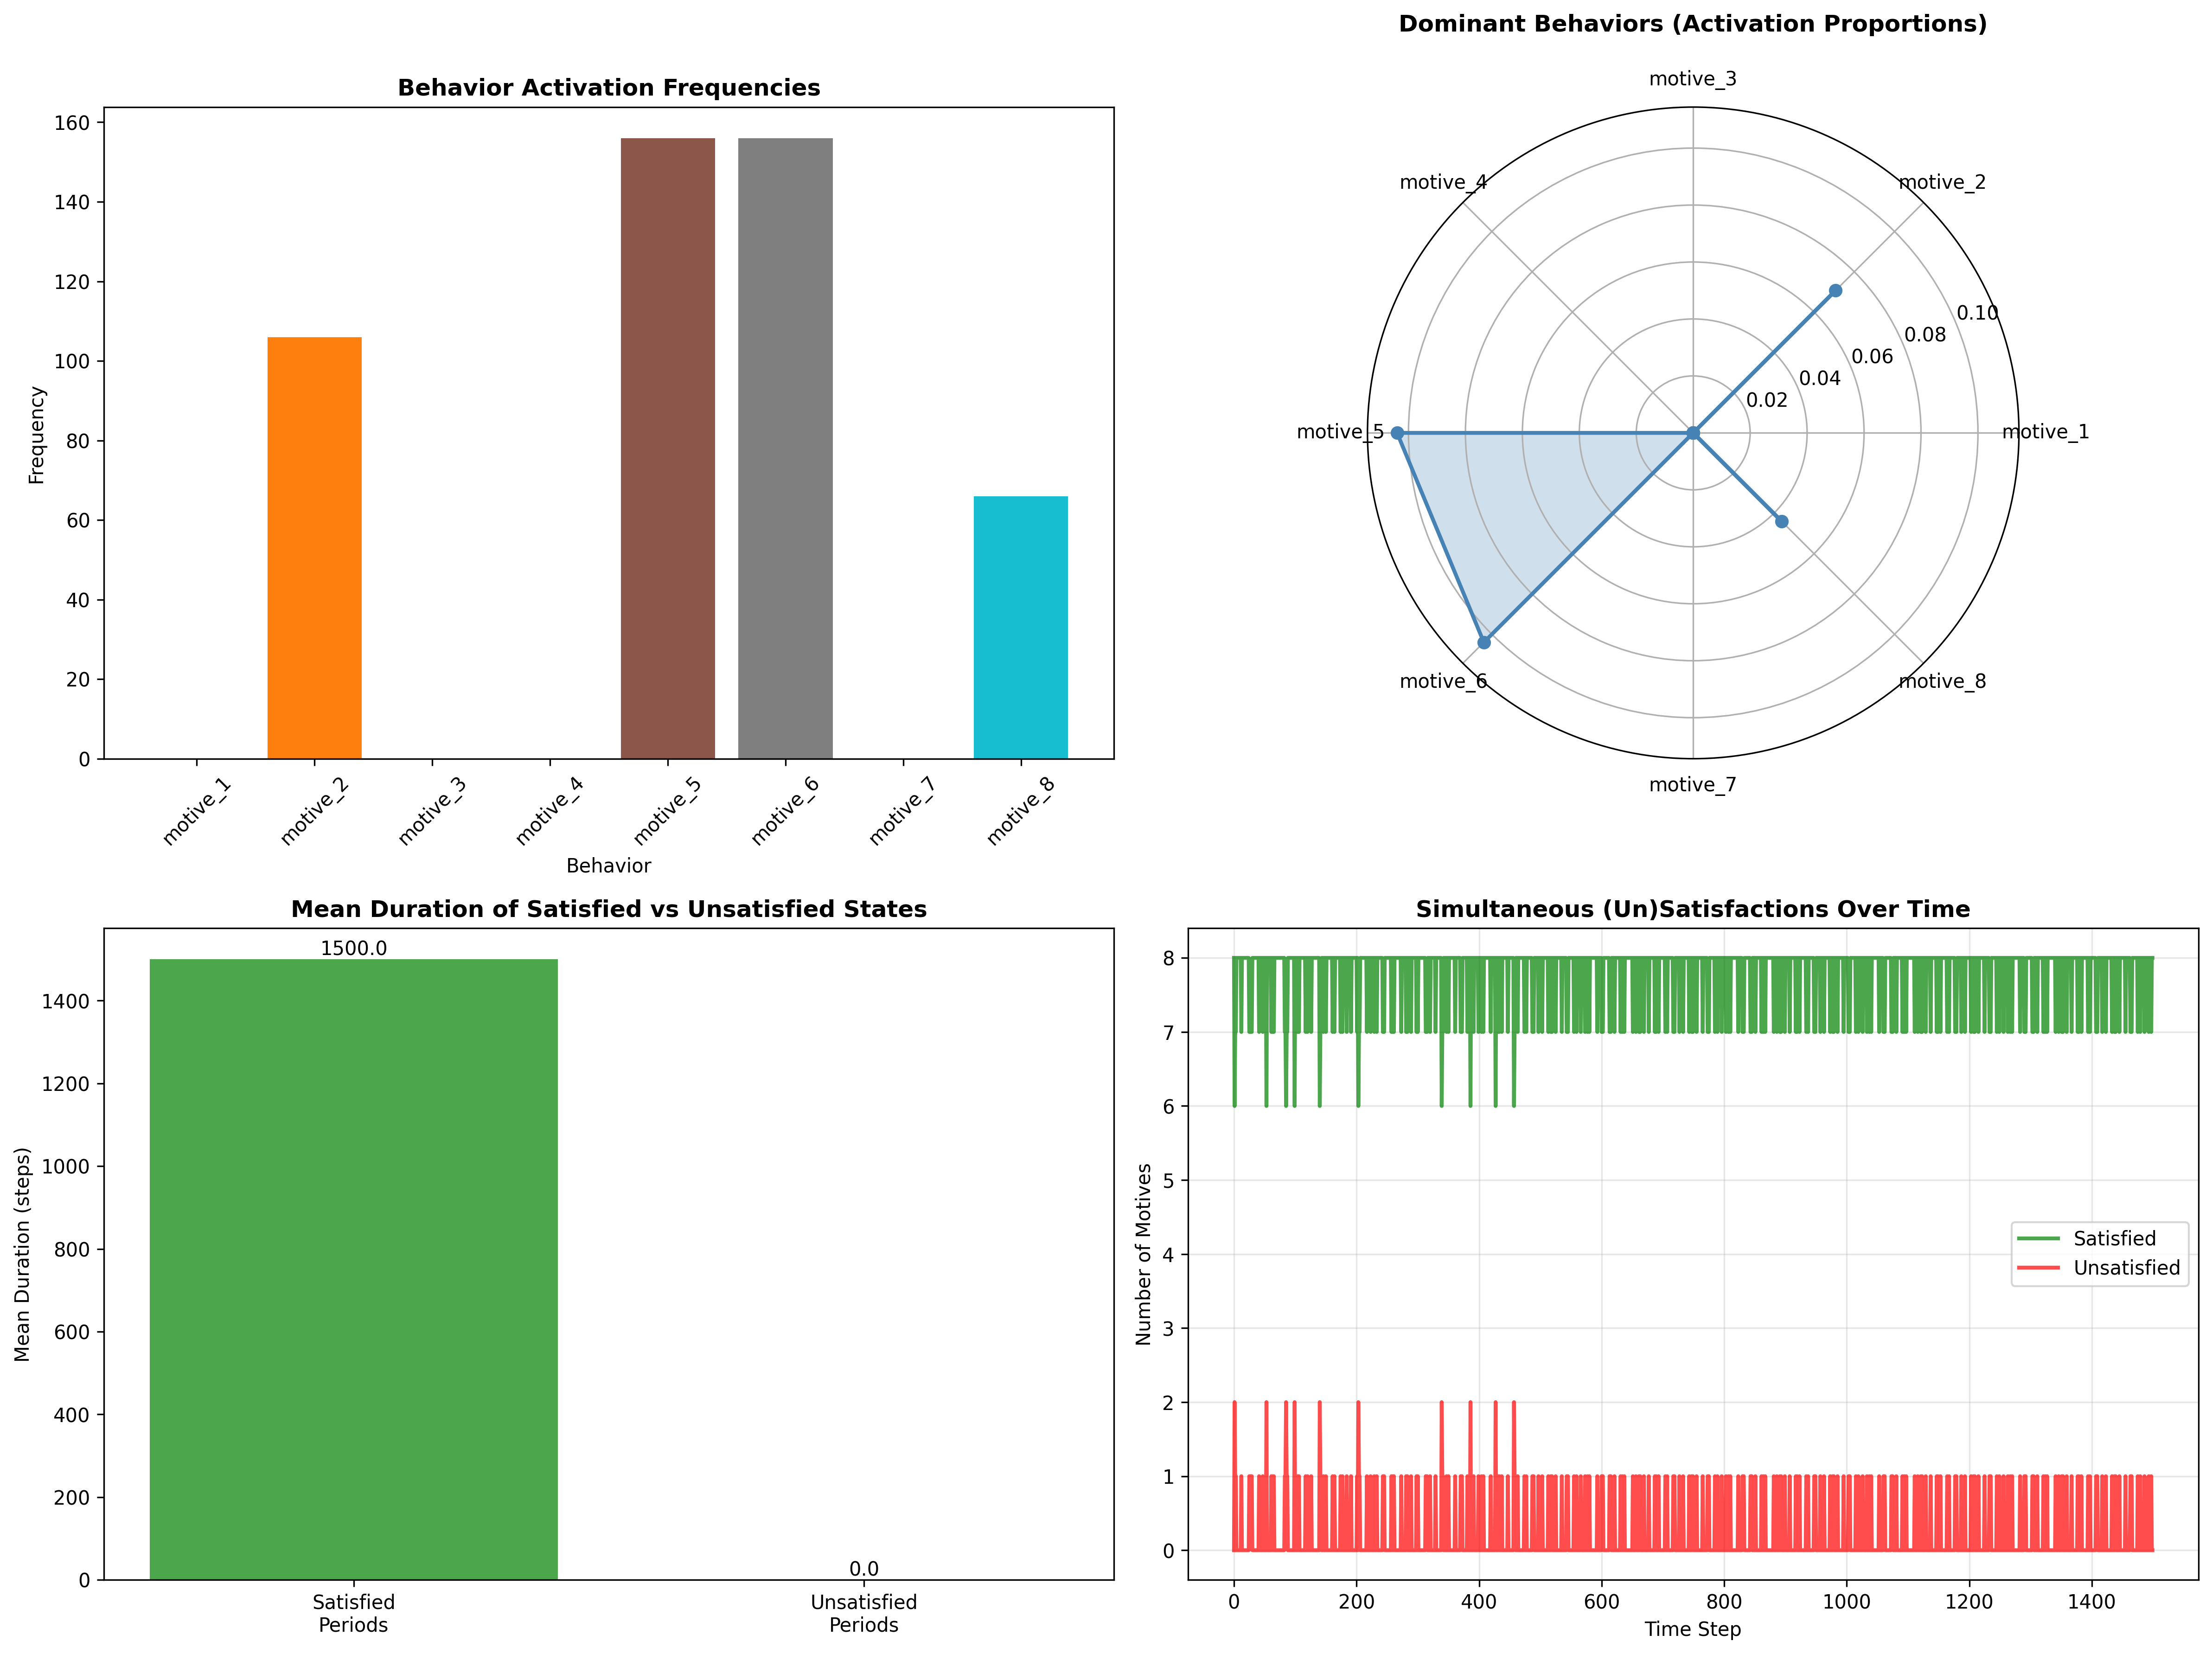 Behavior Activation Frequencies
Frequency
160
140
120
100
80
60
40
20
0
motive_1
motive_2
motive_3
motive_4
motive_5
motive_6
motive_7
motive_8
Behavior
Dominant Behaviors (Activation Proportions)
motive_3
motive_4
motive_2
0.10
0.08
0.06
0.04
0.02
motive_5
motive_1
motive_6
motive_8
motive_7
Mean Duration of Satisfied vs Unsatisfied States
Mean Duration (steps)
1400
1200
1000
800
600
400
200
0
1500.0
0.0
Satisfied
Periods
Unsatisfied
Periods
Simultaneous (Un)Satisfactions Over Time
Number of Motives
8
7
6
5
4
3
2
1
0
Satisfied
Unsatisfied
0
200
400
600
800
1000
1200
1400
Time Step